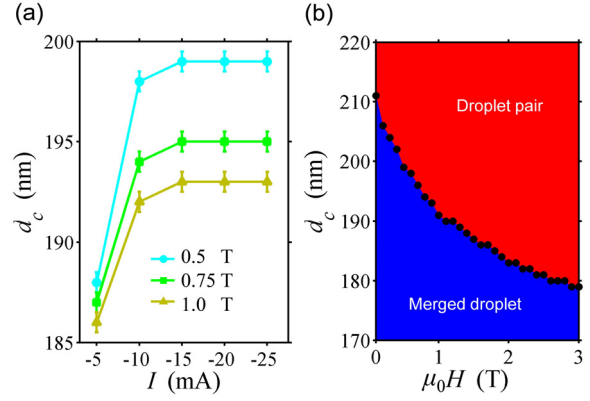 (a)
200
195
190
185
d_c (nm)
0.5 T
0.75 T
1.0 T
-5 -10 -15 -20 -25
I (mA)
(b)
220
210
200
190
180
170
d_c (nm)
Droplet pair
Merged droplet
0 1 2 3
μ₀H (T)